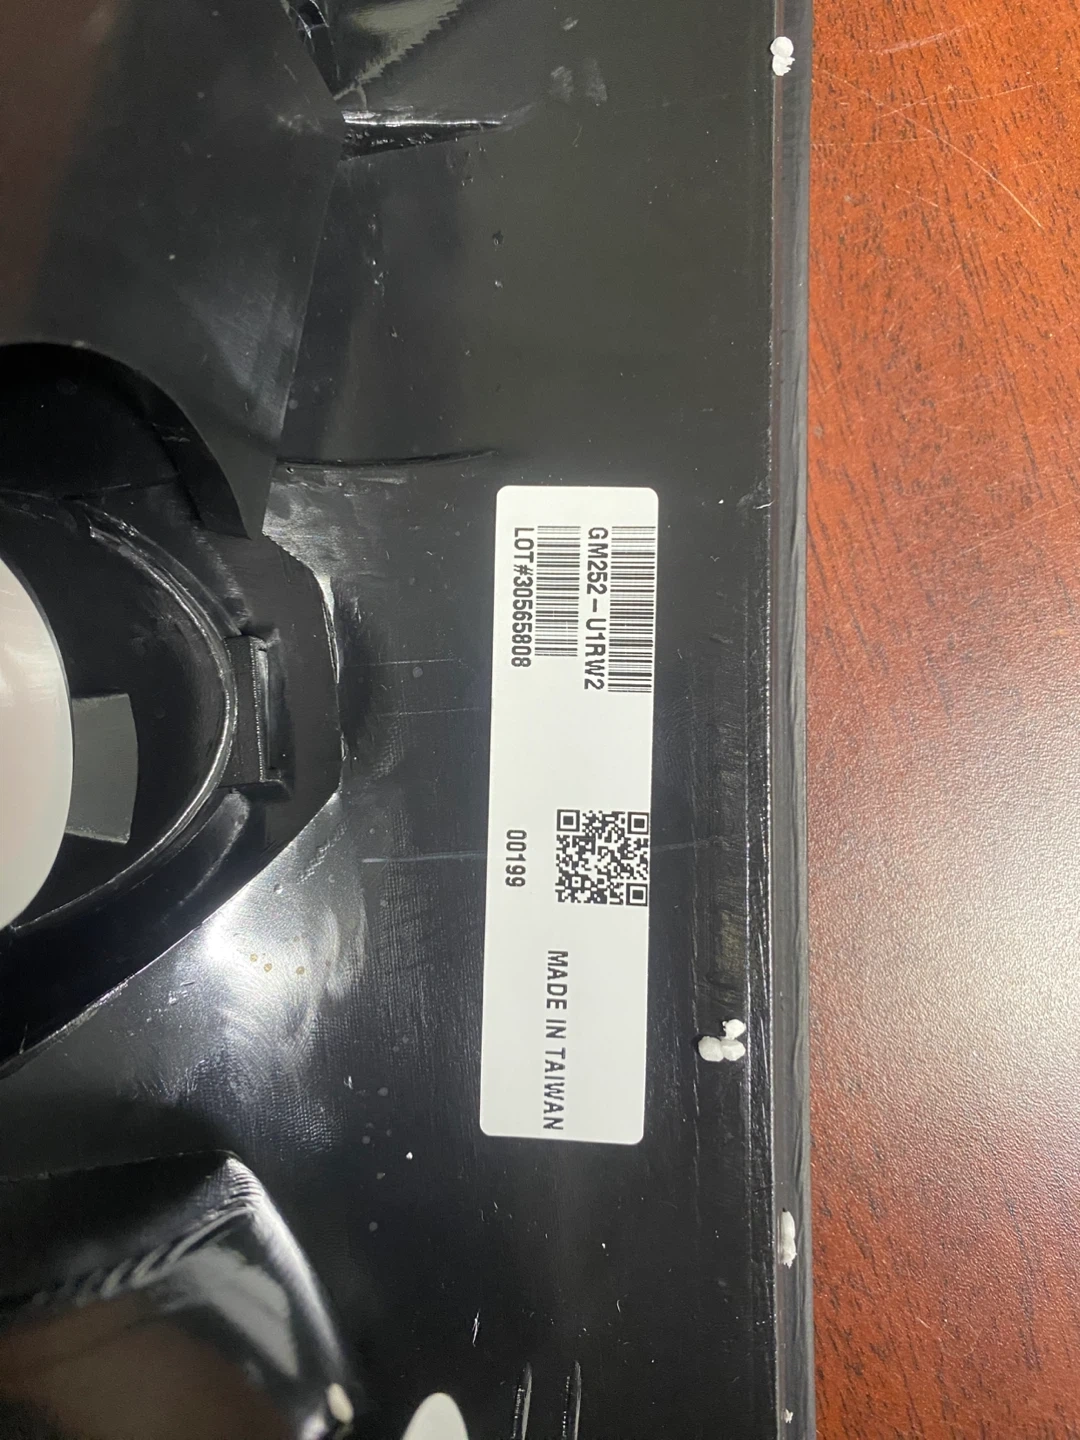 GM252-U1RW2
LOT#30565808
00199
MADE IN TAIWAN